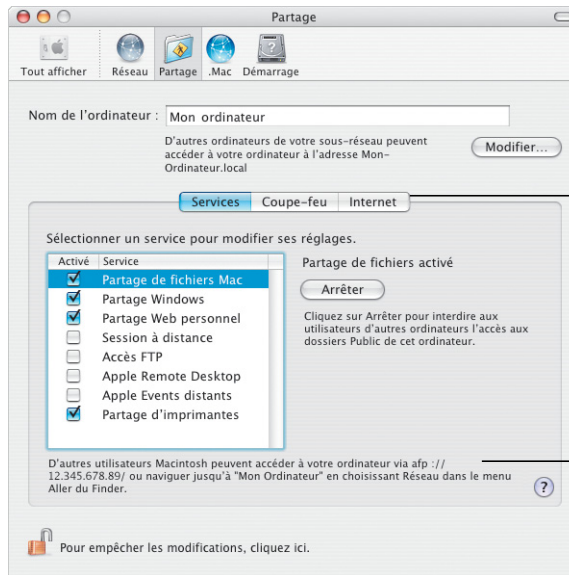 Partage
Tout afficher Réseau Partage .Mac Démarrage
Nom de l'ordinateur : Mon ordinateur
D'autres ordinateurs de votre sous-réseau peuvent
accéder à votre ordinateur à l'adresse Mon-
Ordinateur.local
Modifier...
Services Coupe-feu Internet
Sélectionner un service pour modifier ses réglages.
Activé Service
Partage de fichiers Mac
Partage Windows
Partage Web personnel
Session à distance
Accès FTP
Apple Remote Desktop
Apple Events distants
Partage d'imprimantes
Partage de fichiers activé
Arrêter
Cliquez sur Arrêter pour interdire aux
utilisateurs d'autres ordinateurs l'accès aux
dossiers Public de cet ordinateur.
D'autres utilisateurs Macintosh peuvent accéder à votre ordinateur via afp ://
12.345.678.89/ ou naviguer jusqu'à "Mon Ordinateur" en choisissant Réseau dans le menu
Aller du Finder.
?
Pour empêcher les modifications, cliquez ici.